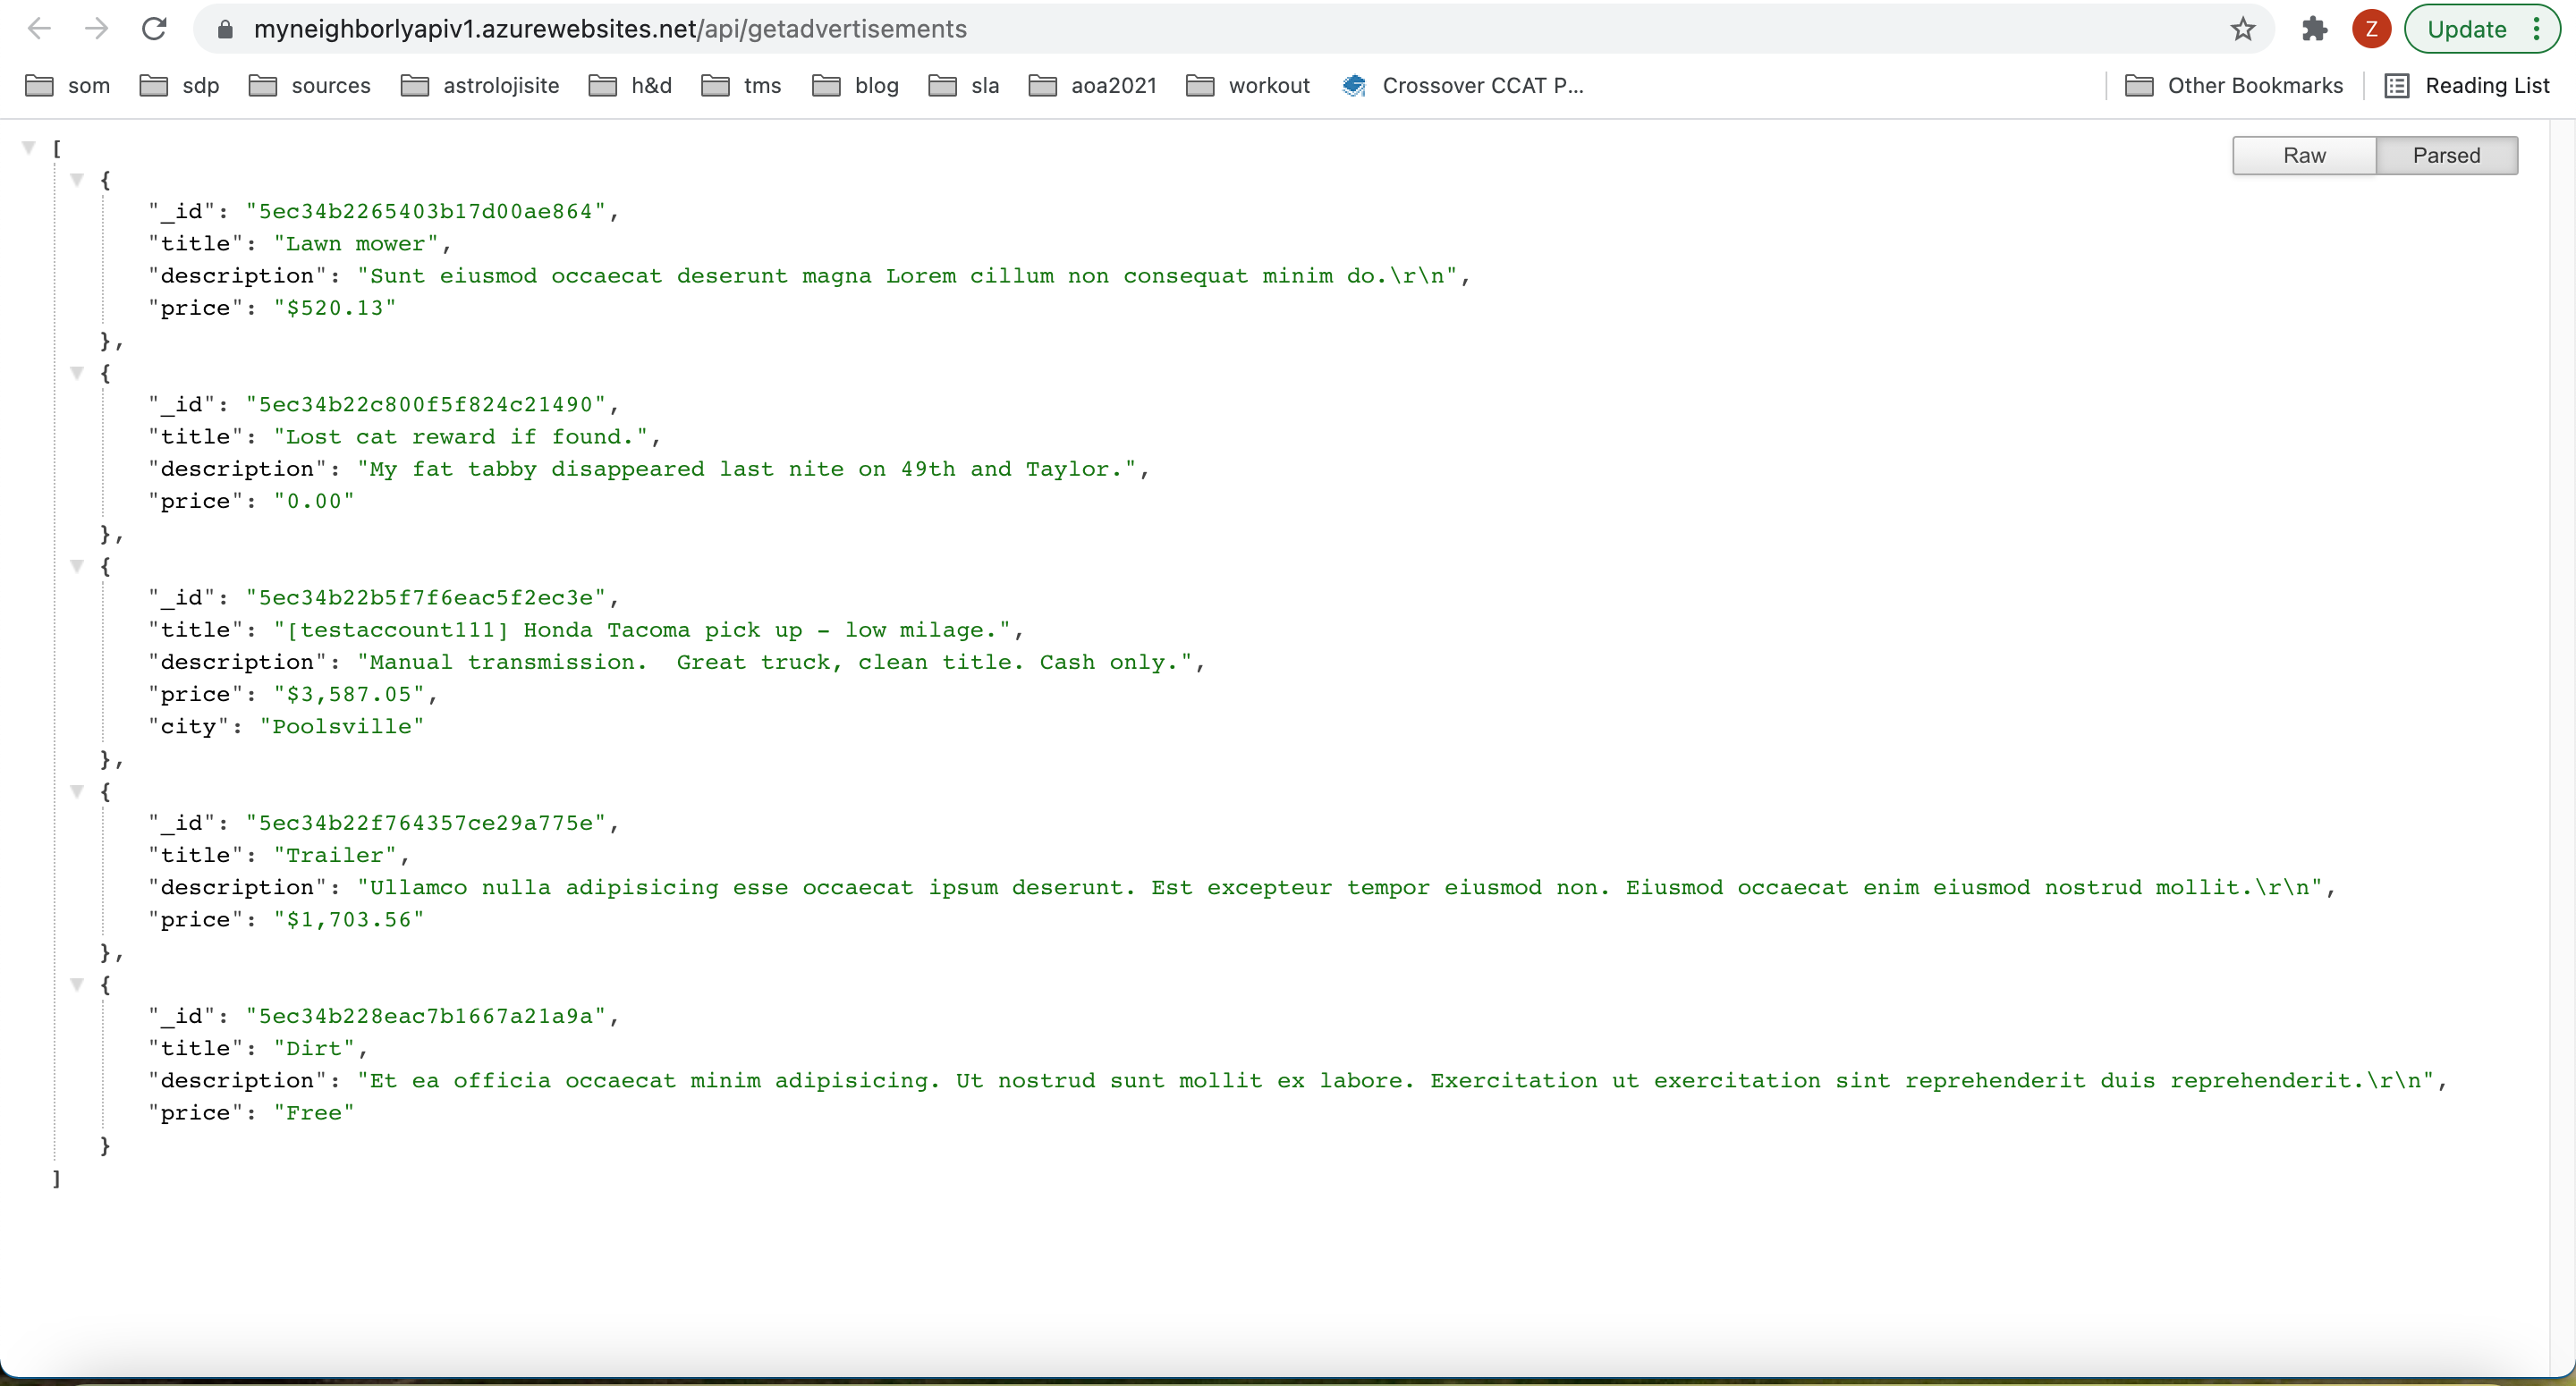 myneighborlyapiv1.azurewebsites.net/api/getadvertisements
Z
Update
som sdp sources astrolojisite h&d tms blog sla aoa2021 workout Crossover CCAT P... Other Bookmarks Reading List
Raw Parsed
[
{
"_id": "5ec34b2265403b17d00ae864",
"title": "Lawn mower",
"description": "Sunt eiusmod occaecat deserunt magna Lorem cillum non consequat minim do.\r\n",
"price": "$520.13"
},
{
"_id": "5ec34b22c800f5f824c21490",
"title": "Lost cat reward if found.",
"description": "My fat tabby disappeared last nite on 49th and Taylor.",
"price": "0.00"
},
{
"_id": "5ec34b22b5f7f6eac5f2ec3e",
"title": "[testaccount111] Honda Tacoma pick up - low milage.",
"description": "Manual transmission.  Great truck, clean title. Cash only.",
"price": "$3,587.05",
"city": "Poolsville"
},
{
"_id": "5ec34b22f764357ce29a775e",
"title": "Trailer",
"description": "Ullamco nulla adipisicing esse occaecat ipsum deserunt. Est excepteur tempor eiusmod non. Eiusmod occaecat enim eiusmod nostrud mollit.\r\n",
"price": "$1,703.56"
},
{
"_id": "5ec34b228eac7b1667a21a9a",
"title": "Dirt",
"description": "Et ea officia occaecat minim adipisicing. Ut nostrud sunt mollit ex labore. Exercitation ut exercitation sint reprehenderit duis reprehenderit.\r\n",
"price": "Free"
}
]